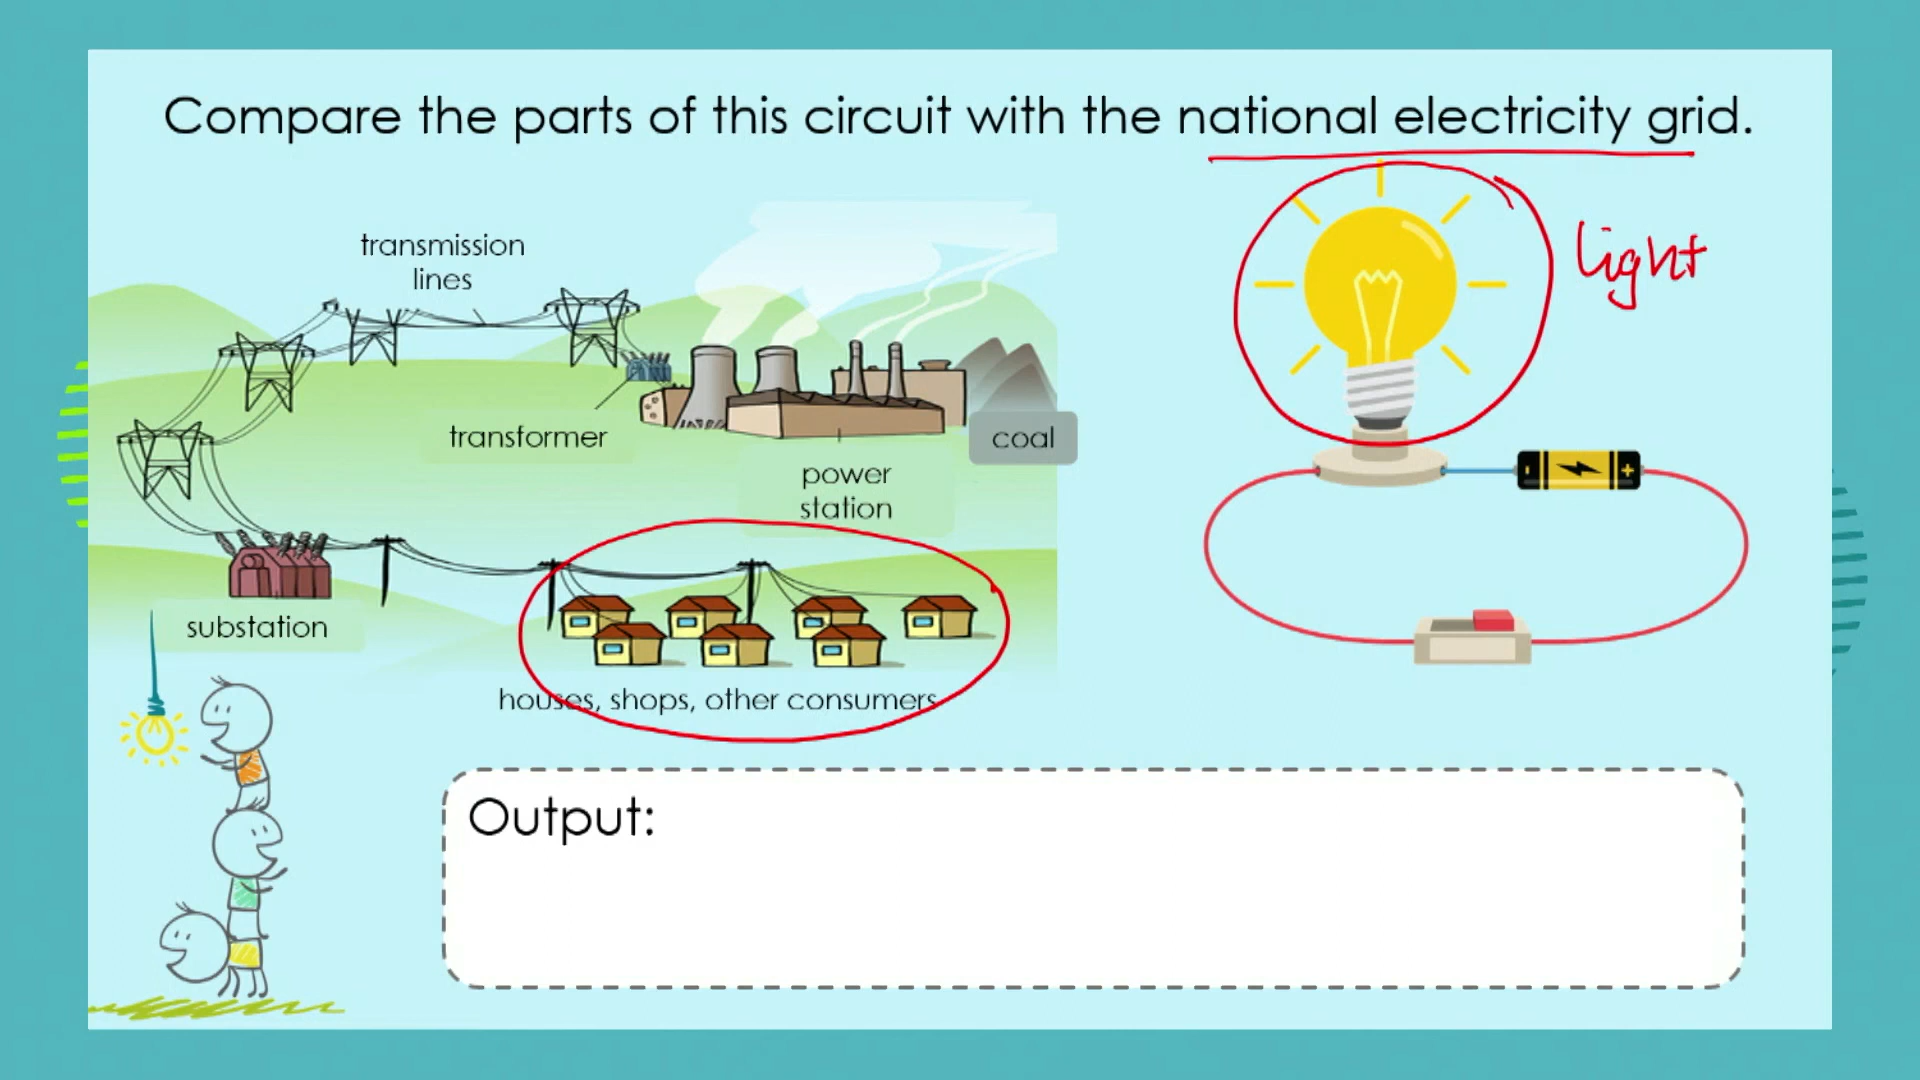 Compare the parts of this circuit with the national electricity grid.
transmission
lines
light
transformer
coal
power
station
- +
substation
houses, shops, other consumers
Output: